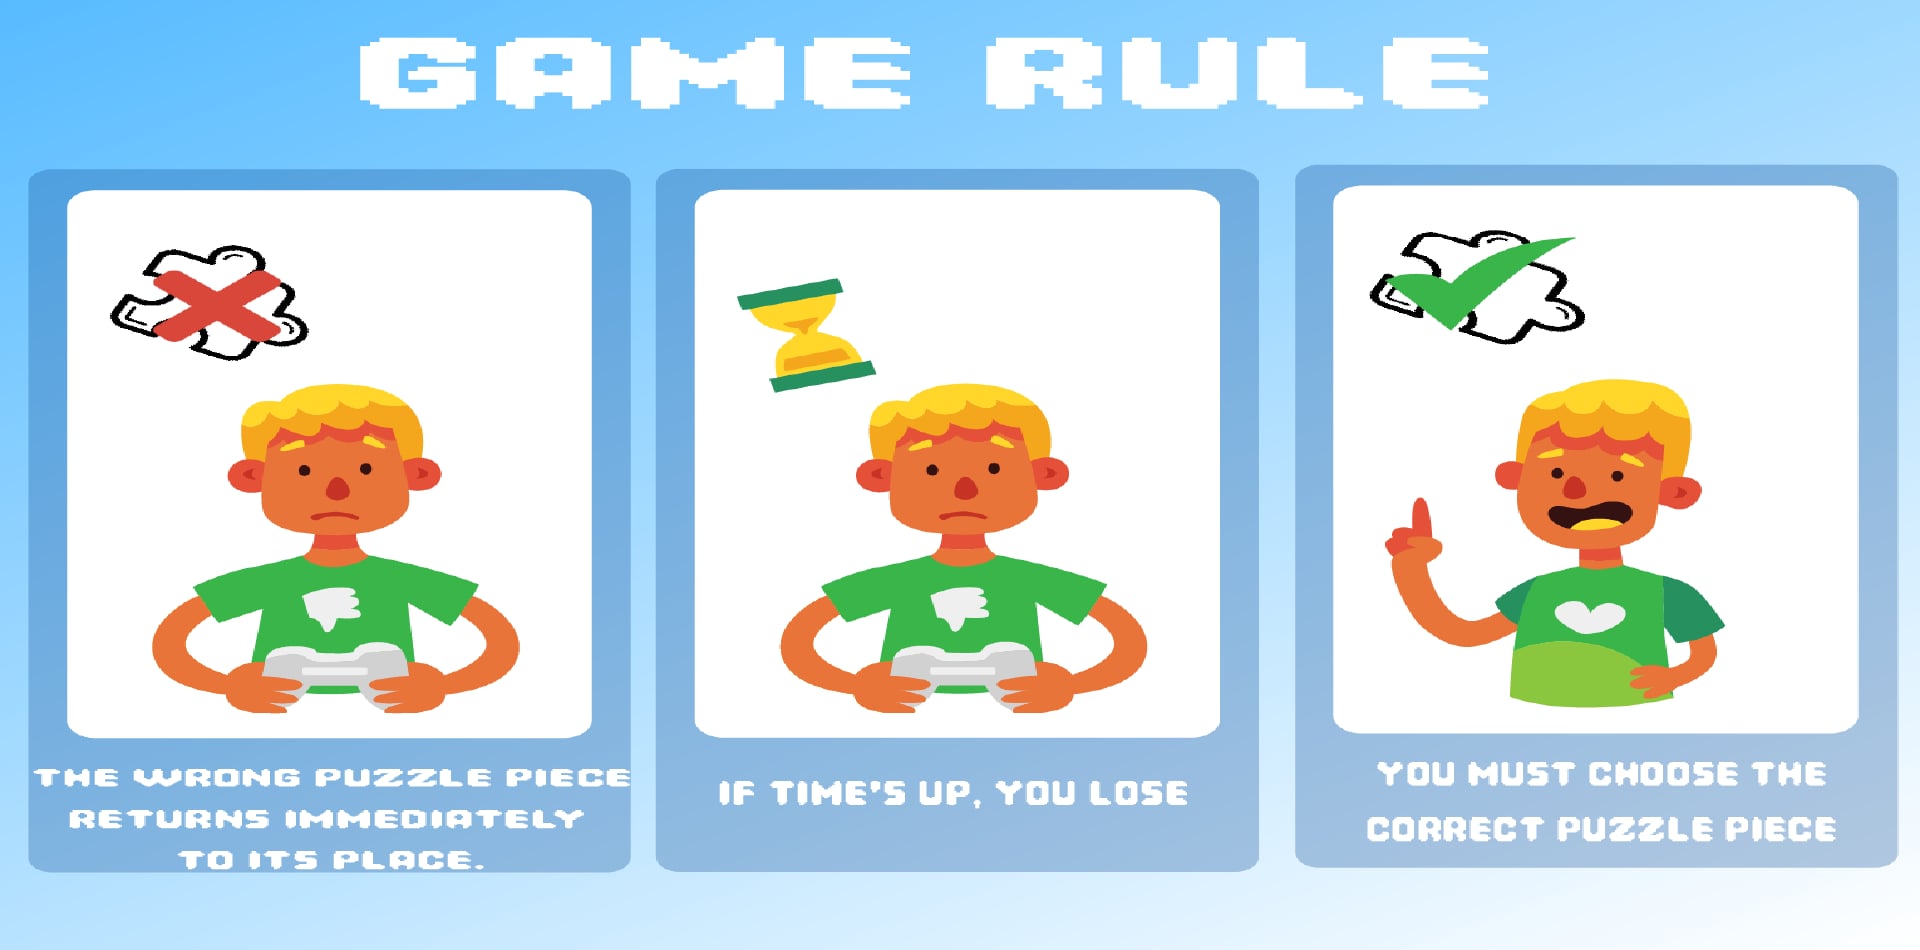 GAME RULE
THE WRONG PUZZLE PIECE
RETURNS IMMEDIATELY
TO ITS PLACE.
IF TIME'S UP, YOU LOSE
YOU MUST CHOOSE THE
CORRECT PUZZLE PIECE